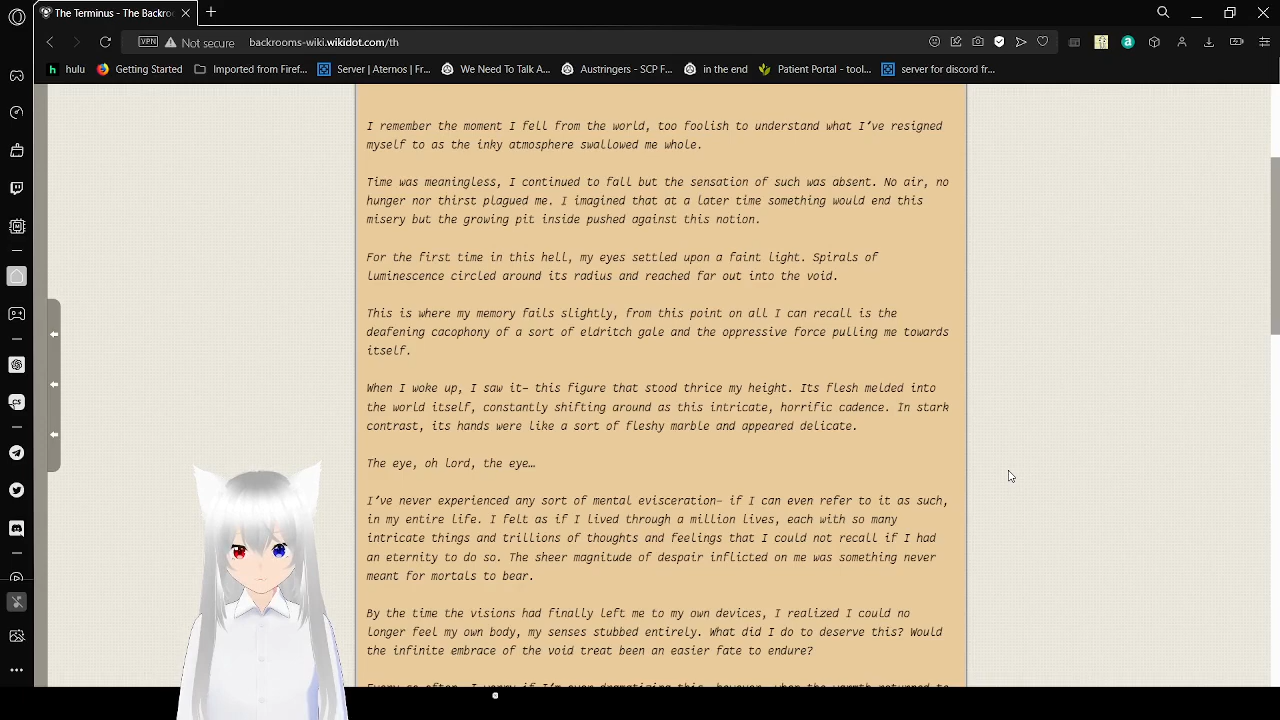 The Terminus - The Backro
VPN
Not secure
backrooms-wiki.wikidot.com/th
hulu
Getting Started
Imported from Firef...
Server | Aternos | Fr...
We Need To Talk A...
Austringers - SCP F...
in the end
Patient Portal - tool...
server for discord fr...
I remember the moment I fell from the world, too foolish to understand what I've resigned
myself to as the inky atmosphere swallowed me whole.
Time was meaningless, I continued to fall but the sensation of such was absent. No air, no
hunger nor thirst plagued me. I imagined that at a later time something would end this
misery but the growing pit inside pushed against this notion.
For the first time in this hell, my eyes settled upon a faint light. Spirals of
luminescence circled around its radius and reached far out into the void.
This is where my memory fails slightly, from this point on all I can recall is the
deafening cacophony of a sort of eldritch gale and the oppressive force pulling me towards
itself.
When I woke up, I saw it– this figure that stood thrice my height. Its flesh melded into
the world itself, constantly shifting around as this intricate, horrific cadence. In stark
contrast, its hands were like a sort of fleshy marble and appeared delicate.
The eye, oh lord, the eye…
I've never experienced any sort of mental evisceration– if I can even refer to it as such,
in my entire life. I felt as if I lived through a million lives, each with so many
intricate things and trillions of thoughts and feelings that I could not recall if I had
an eternity to do so. The sheer magnitude of despair inflicted on me was something never
meant for mortals to bear.
By the time the visions had finally left me to my own devices, I realized I could no
longer feel my own body, my senses stubbed entirely. What did I do to deserve this? Would
the infinite embrace of the void treat been an easier fate to endure?